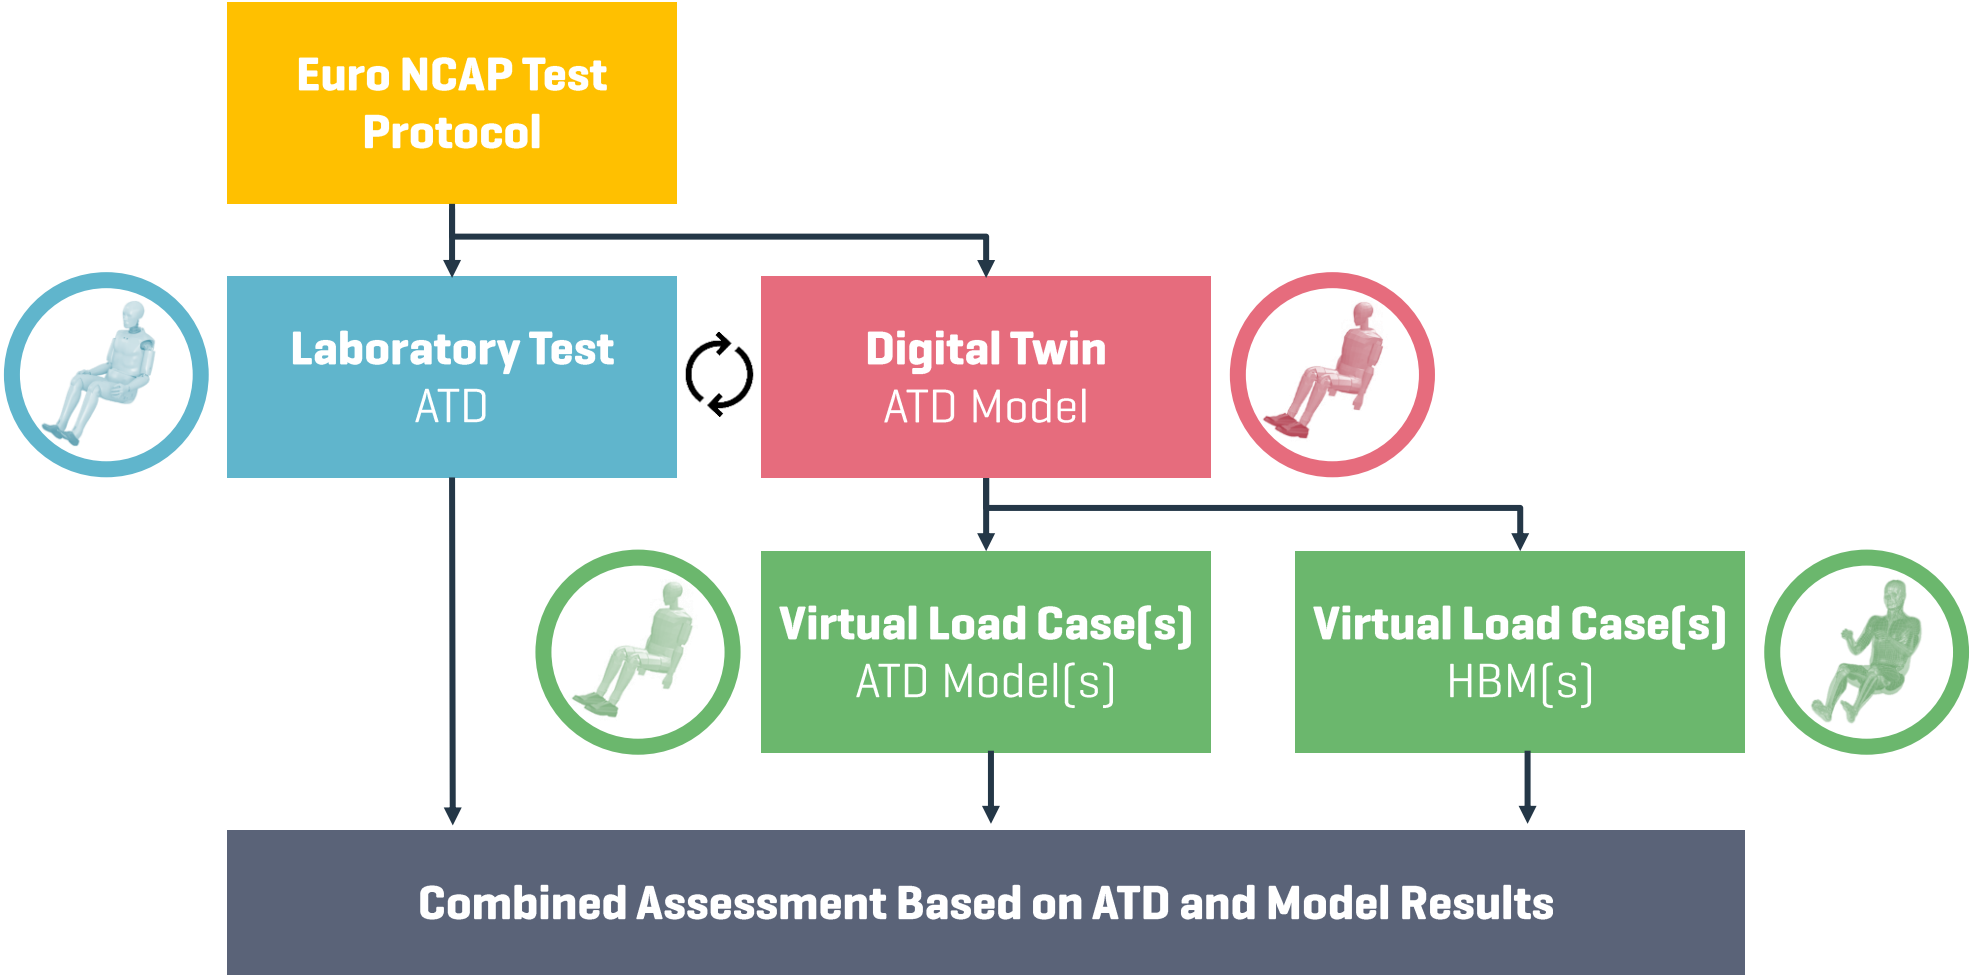 Euro NCAP Test
Protocol
Laboratory Test
ATD
Digital Twin
ATD Model
Virtual Load Case(s)
ATD Model(s)
Virtual Load Case(s)
HBM(s)
Combined Assessment Based on ATD and Model Results